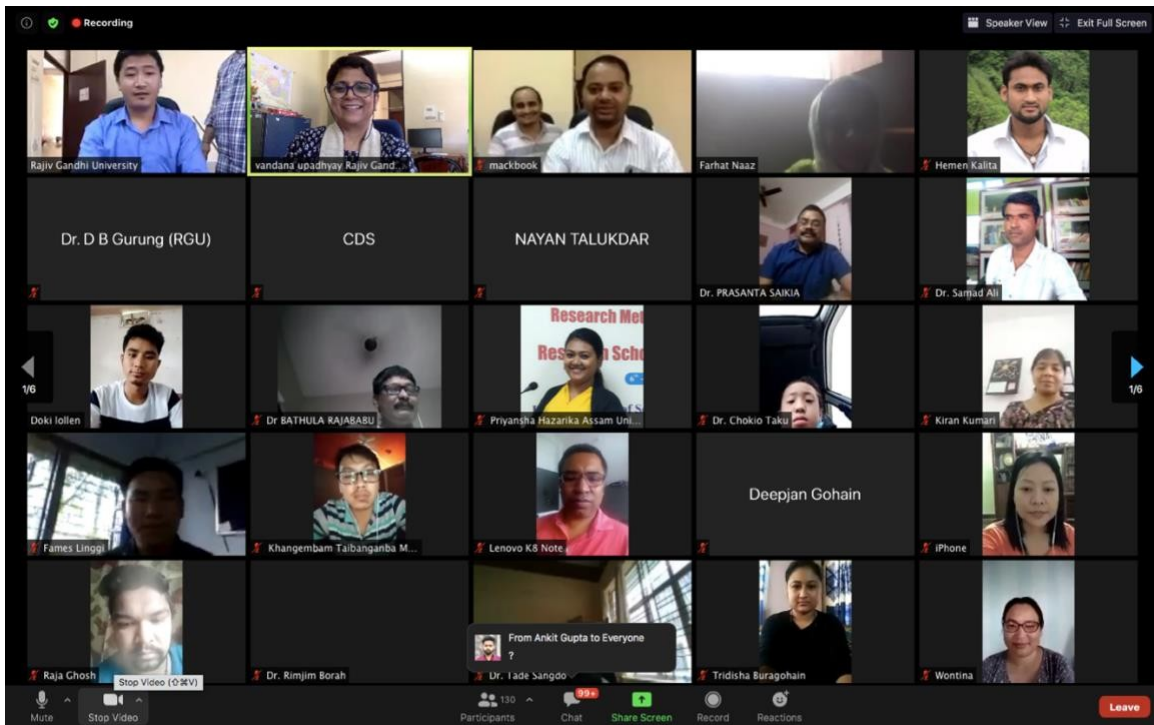 Recording
Speaker View
Exit Full Screen
Rajiv Gandhi University
vandana upadhyay Rajiv Gand...
mackbook
Farhat Naaz
Hemen Kalita
Dr. D B Gurung (RGU)
CDS
NAYAN TALUKDAR
Dr. PRASANTA SAIKIA
Dr. Samad Ali
Research Met
Res
n Scho
1/6
1/6
Doki lollen
Dr BATHULA RAJABABU
Priyansha Hazarika Assam Uni...
Dr. Chokio Taku
Kiran Kumari
Deepjan Gohain
Fames Linggi
Khangembam Taibanganba M...
Lenovo K8 Note
iPhone
From Ankit Gupta to Everyone
?
Raja Ghosh
Dr. Rimjim Borah
Dr. Tade Sangdo
Tridisha Buragohain
Wontina
Stop Video (⇧⌘V)
130
99+
Mute
Stop Video
Participants
Chat
Share Screen
Record
Reactions
Leave